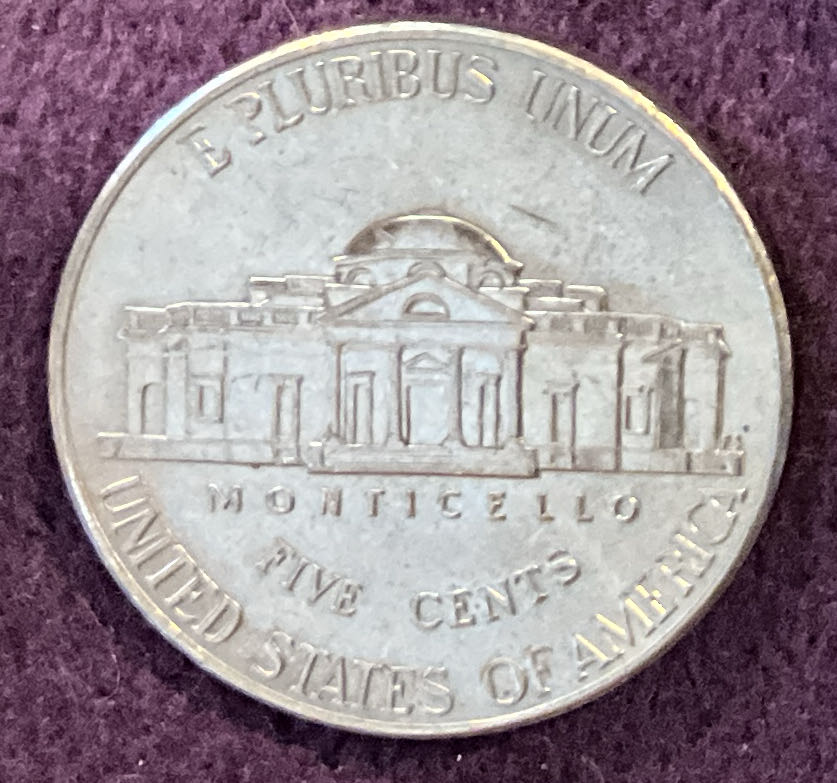 E PLURIBUS UNUM
MONTICELLO
FIVE CENTS
UNITED STATES OF AMERICA